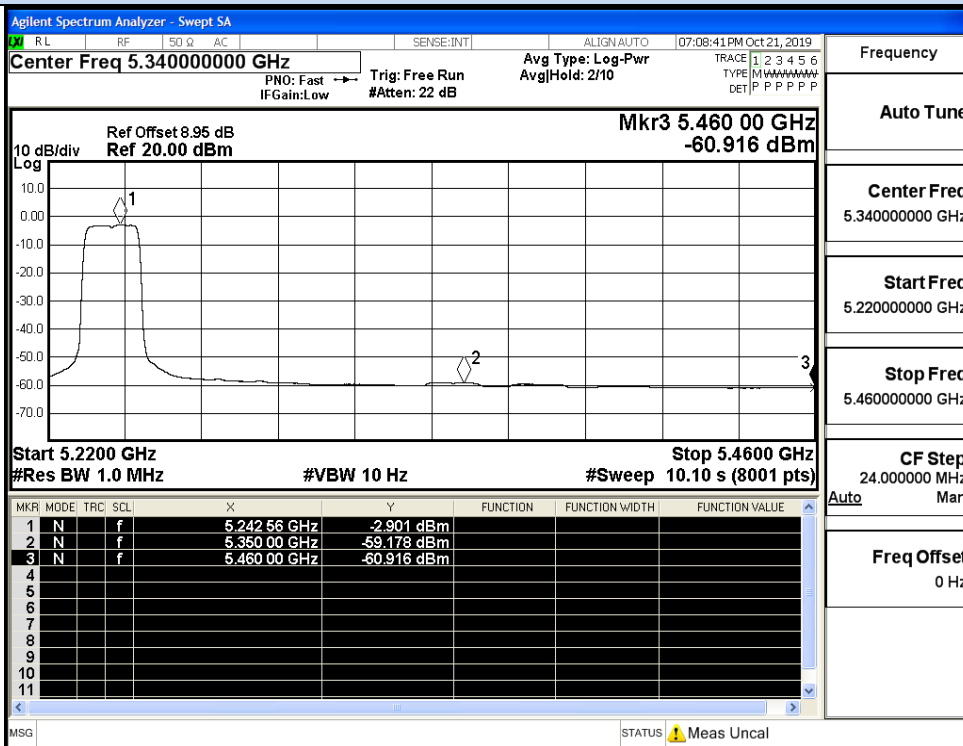 Agilent Spectrum Analyzer - Swept SA
LXI RL RF 50 Ω AC SENSE:INT ALIGN AUTO 07:08:41 PM Oct 21, 2019
Center Freq 5.340000000 GHz
PNO: Fast
IFGain:Low
Trig: Free Run
#Atten: 22 dB
Avg Type: Log-Pwr
Avg|Hold: 2/10
TRACE 1 2 3 4 5 6
TYPE M
DET P P P P P P
Mkr3 5.460 00 GHz
-60.916 dBm
Ref Offset 8.95 dB
10 dB/div Ref 20.00 dBm
Log
10.0
0.00
-10.0
-20.0
-30.0
-40.0
-50.0
-60.0
-70.0
1
2
3
Start 5.2200 GHz Stop 5.4600 GHz
#Res BW 1.0 MHz #VBW 10 Hz #Sweep 10.10 s (8001 pts)
MKR MODE TRC SCL X Y FUNCTION FUNCTION WIDTH FUNCTION VALUE
1 N f 5.242 56 GHz -2.901 dBm
2 N f 5.350 00 GHz -59.178 dBm
3 N f 5.460 00 GHz -60.916 dBm
4
5
6
7
8
9
10
11
MSG STATUS Meas Uncal
Frequency
Auto Tune
Center Freq
5.340000000 GHz
Start Freq
5.220000000 GHz
Stop Freq
5.460000000 GHz
CF Step
24.000000 MHz
Auto Man
Freq Offset
0 Hz